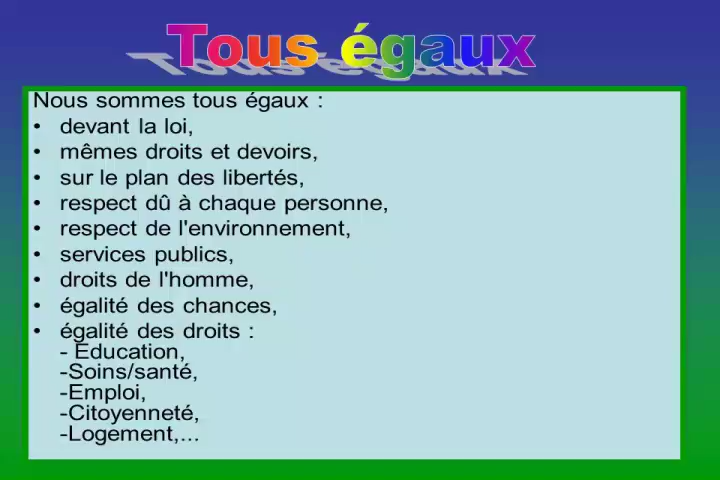 Tous égaux
Nous sommes tous égaux :
• devant la loi,
• mêmes droits et devoirs,
• sur le plan des libertés,
• respect dû à chaque personne,
• respect de l'environnement,
• services publics,
• droits de l'homme,
• égalité des chances,
• égalité des droits :
- Education,
-Soins/santé,
-Emploi,
-Citoyenneté,
-Logement,...